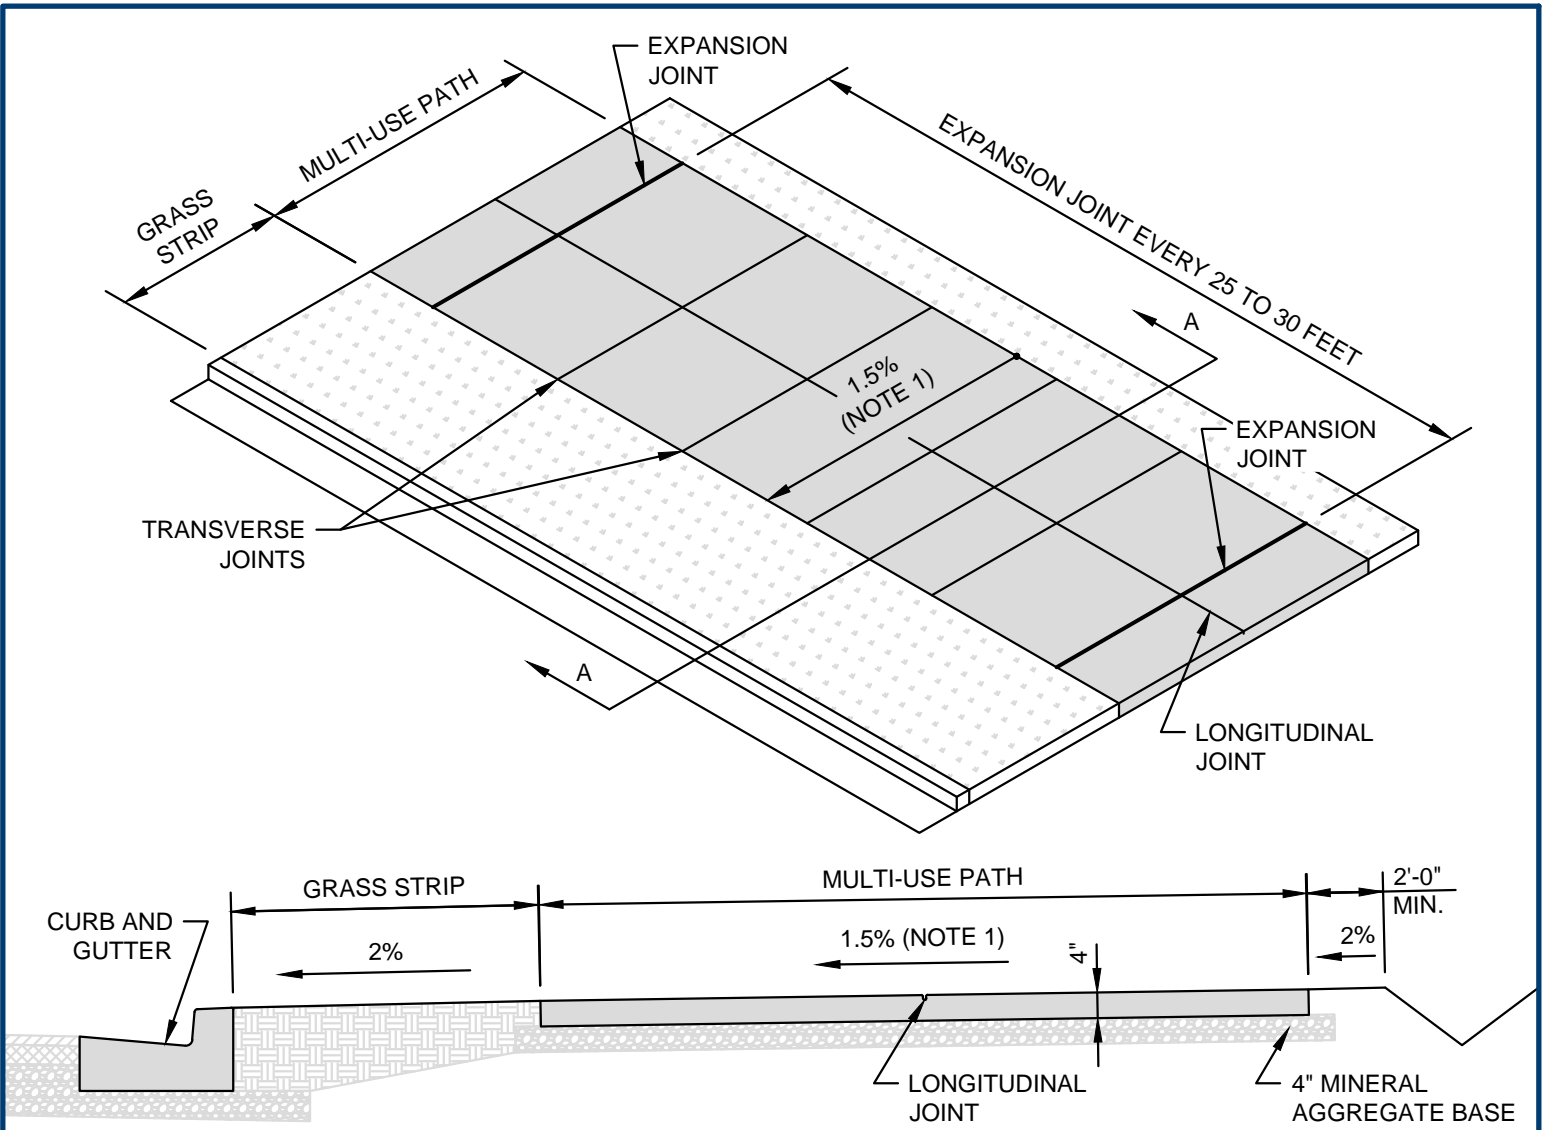 EXPANSION
JOINT
MULTI-USE PATH
GRASS
STRIP
EXPANSION JOINT EVERY 25 TO 30 FEET
A
1.5%
(NOTE 1)
EXPANSION
JOINT
TRANSVERSE
JOINTS
A
LONGITUDINAL
JOINT
GRASS STRIP
MULTI-USE PATH
2'-0"
MIN.
CURB AND
GUTTER
2%
1.5% (NOTE 1)
4"
2%
LONGITUDINAL
JOINT
4" MINERAL
AGGREGATE BASE